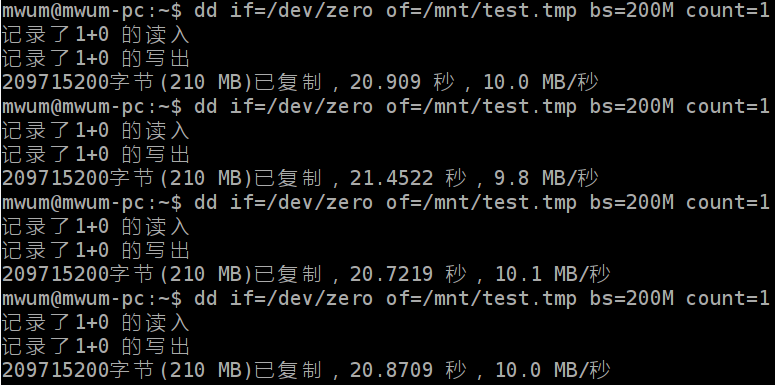 mwum@mwum-pc:~$ dd if=/dev/zero of=/mnt/test.tmp bs=200M count=1
记录了1+0 的读入
记录了1+0 的写出
209715200字节(210 MB)已复制，20.909 秒，10.0 MB/秒
mwum@mwum-pc:~$ dd if=/dev/zero of=/mnt/test.tmp bs=200M count=1
记录了1+0 的读入
记录了1+0 的写出
209715200字节(210 MB)已复制，21.4522 秒，9.8 MB/秒
mwum@mwum-pc:~$ dd if=/dev/zero of=/mnt/test.tmp bs=200M count=1
记录了1+0 的读入
记录了1+0 的写出
209715200字节(210 MB)已复制，20.7219 秒，10.1 MB/秒
mwum@mwum-pc:~$ dd if=/dev/zero of=/mnt/test.tmp bs=200M count=1
记录了1+0 的读入
记录了1+0 的写出
209715200字节(210 MB)已复制，20.8709 秒，10.0 MB/秒